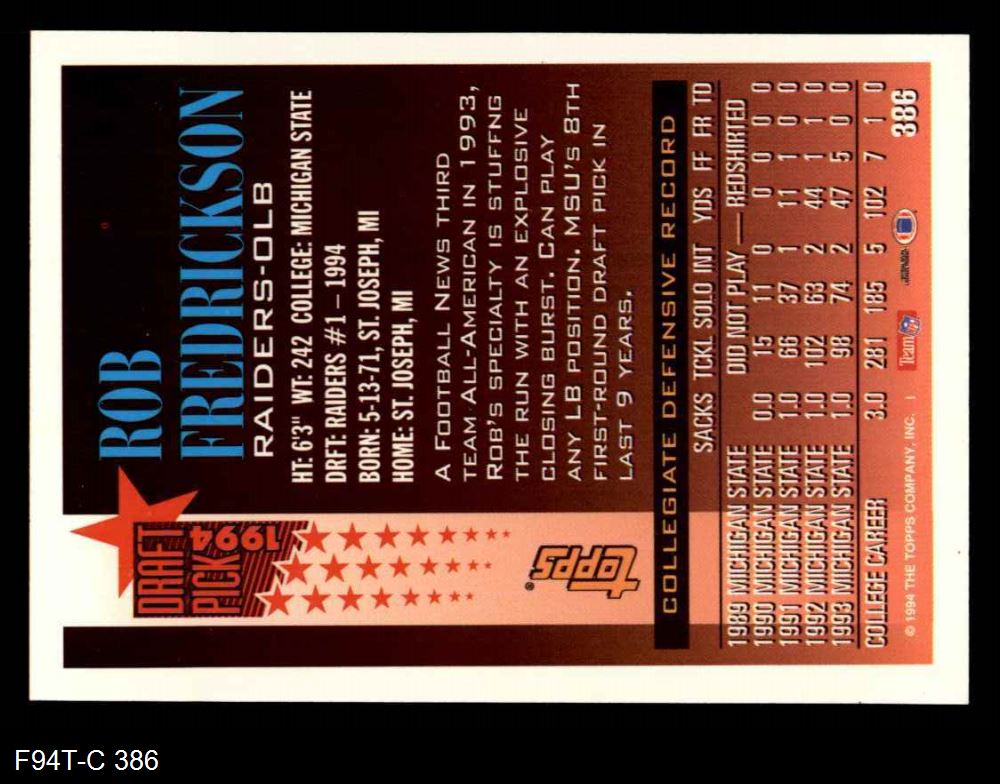 ROB
FREDRICKSON
RAIDERS-OLB
HT: 6'3" WT: 242 COLLEGE: MICHIGAN STATE
DRFT: RAIDERS #1 – 1994
BORN: 5-13-71, ST. JOSEPH, MI
HOME: ST. JOSEPH, MI
DRAFT
PICK 1994
A FOOTBALL NEWS THIRD
TEAM ALL-AMERICAN IN 1993,
ROB'S SPECIALTY IS STUFFNG
THE RUN WITH AN EXPLOSIVE
CLOSING BURST. CAN PLAY
ANY LB POSITION. MSU'S 8TH
FIRST-ROUND DRAFT PICK IN
LAST 9 YEARS.
TOPPS®
COLLEGIATE DEFENSIVE RECORD
SACKS TCKL SOLO INT YDS FF FR TD
1989 MICHIGAN STATE DID NOT PLAY — REDSHIRTED
1990 MICHIGAN STATE 0.0 15 11 0 0 0 0 0
1991 MICHIGAN STATE 1.0 66 37 1 11 1 0 0
1992 MICHIGAN STATE 1.0 102 63 2 44 1 1 0
1993 MICHIGAN STATE 1.0 98 74 2 47 5 0 0
COLLEGE CAREER 3.0 281 185 5 102 7 1 0
© 1994 THE TOPPS COMPANY, INC. I Team NFL 386
F94T-C 386